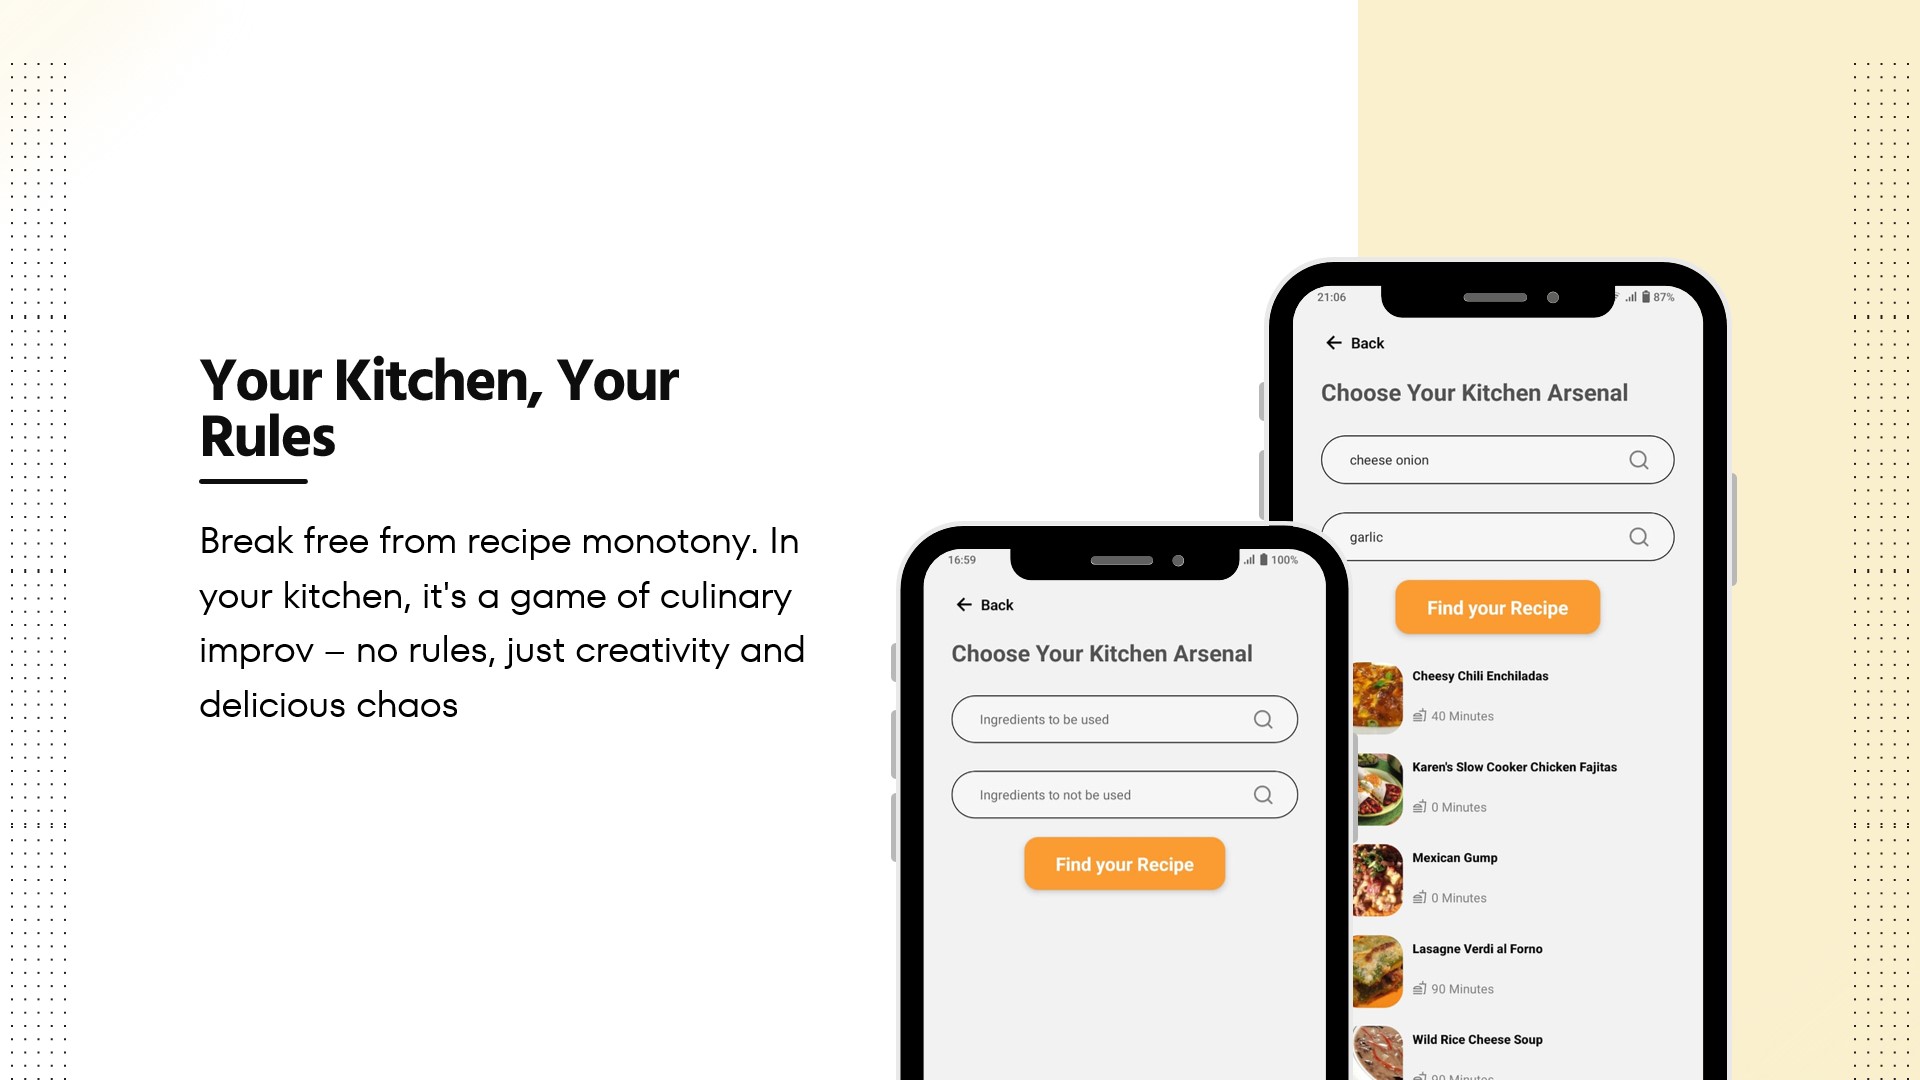 Your Kitchen, Your
Rules
Break free from recipe monotony. In
your kitchen, it's a game of culinary
improv – no rules, just creativity and
delicious chaos
16:59
100%
Back
Choose Your Kitchen Arsenal
Ingredients to be used
Ingredients to not be used
Find your Recipe
21:06
87%
Back
Choose Your Kitchen Arsenal
cheese onion
garlic
Find your Recipe
Cheesy Chili Enchiladas
40 Minutes
Karen's Slow Cooker Chicken Fajitas
0 Minutes
Mexican Gump
0 Minutes
Lasagne Verdi al Forno
90 Minutes
Wild Rice Cheese Soup
90 Minutes